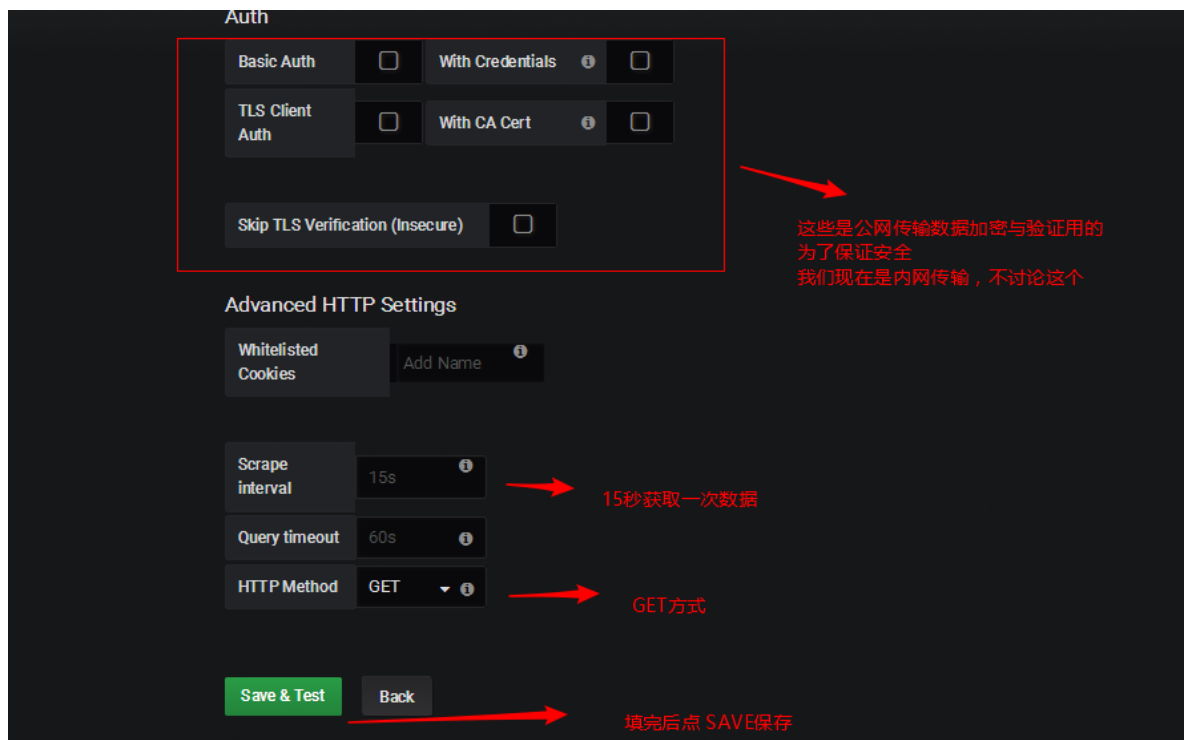 Auth
Basic Auth
With Credentials
TLS Client
Auth
With CA Cert
Skip TLS Verification (Insecure)
这些是公网传输数据加密与验证用的
为了保证安全
我们现在是内网传输，不讨论这个
Advanced HTTP Settings
Whitelisted
Cookies
Add Name
Scrape
interval
15s
15秒获取一次数据
Query timeout
60s
HTTP Method
GET
GET方式
Save & Test
Back
填完后点 SAVE保存